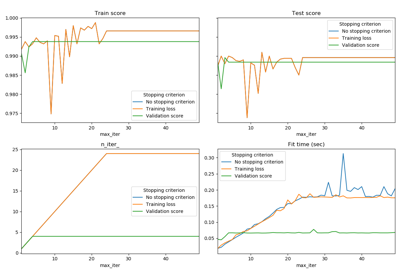 Train score
Test score
1.000
0.995
0.990
0.985
0.980
0.975
Stopping criterion
No stopping criterion
Training loss
Validation score
Stopping criterion
No stopping criterion
Training loss
Validation score
10 20 30 40
max_iter
10 20 30 40
max_iter
n_iter_
Fit time (sec)
25
20
15
10
5
0
Stopping criterion
No stopping criterion
Training loss
Validation score
0.30
0.25
0.20
0.15
0.10
0.05
Stopping criterion
No stopping criterion
Training loss
Validation score
10 20 30 40
max_iter
10 20 30 40
max_iter